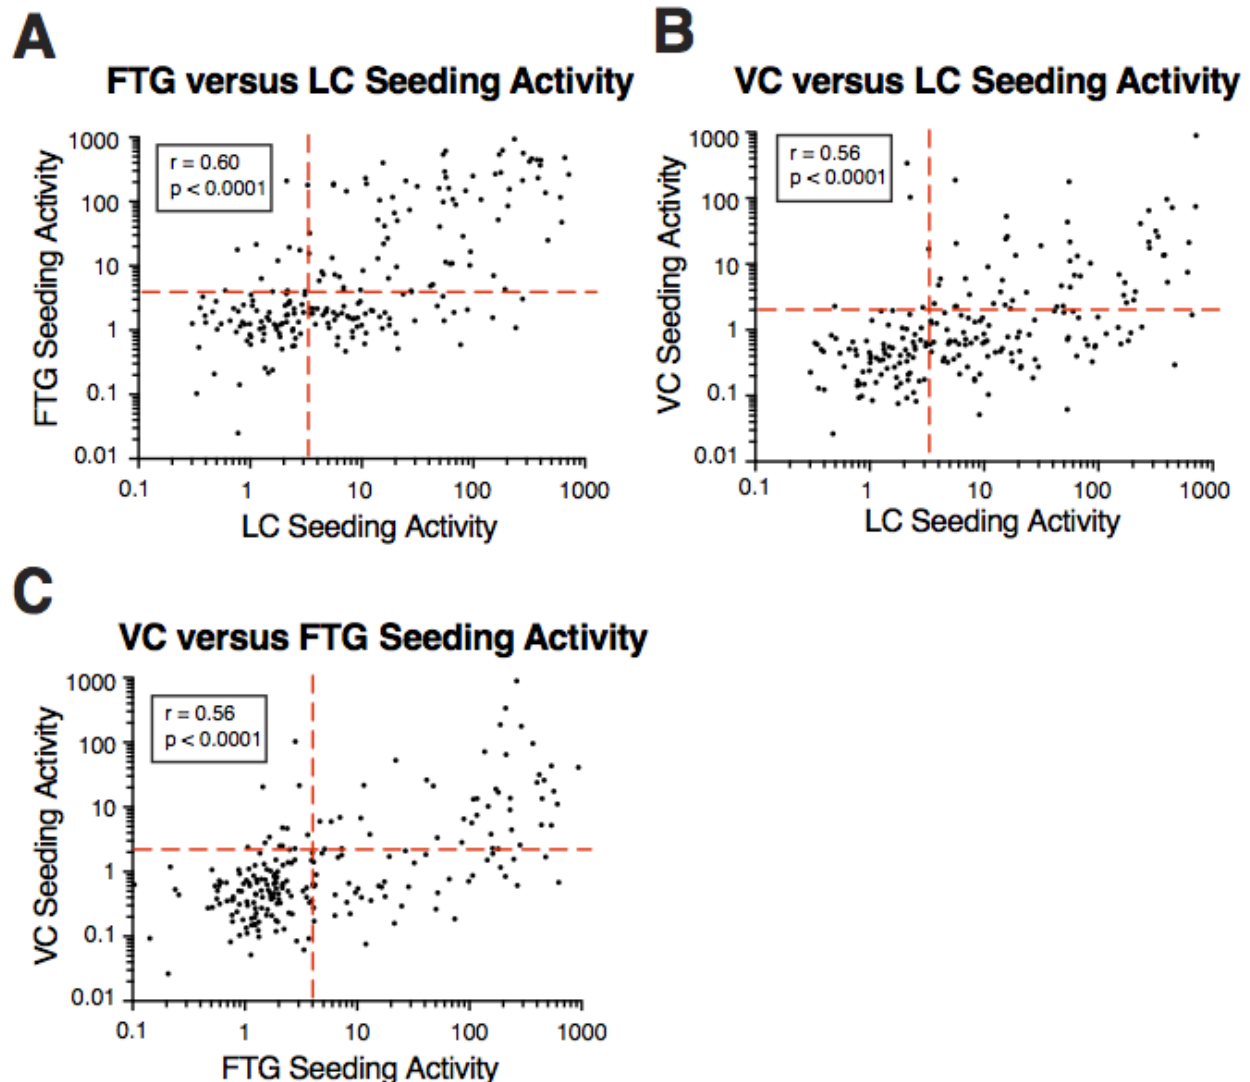 A
FTG versus LC Seeding Activity
FTG Seeding Activity
1000
100
10
1
0.1
0.01
r = 0.60
p < 0.0001
0.1 1 10 100 1000
LC Seeding Activity
B
VC versus LC Seeding Activity
VC Seeding Activity
1000
100
10
1
0.1
0.01
r = 0.56
p < 0.0001
0.1 1 10 100 1000
LC Seeding Activity
C
VC versus FTG Seeding Activity
VC Seeding Activity
1000
100
10
1
0.1
0.01
r = 0.56
p < 0.0001
0.1 1 10 100 1000
FTG Seeding Activity